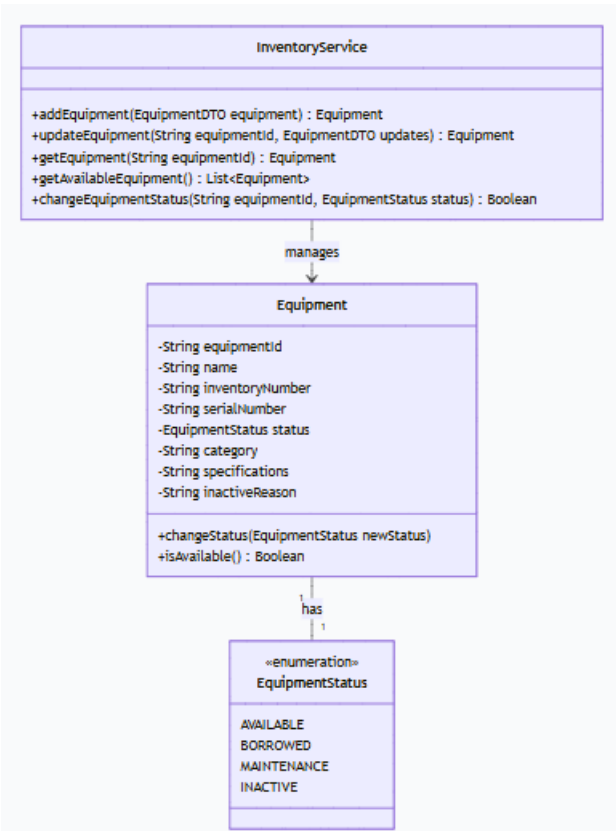 InventoryService
+addEquipment(EquipmentDTO equipment) : Equipment
+updateEquipment(String equipmentId, EquipmentDTO updates) : Equipment
+getEquipment(String equipmentId) : Equipment
+getAvailableEquipment() : List<Equipment>
+changeEquipmentStatus(String equipmentId, EquipmentStatus status) : Boolean
manages
Equipment
-String equipmentId
-String name
-String inventoryNumber
-String serialNumber
-EquipmentStatus status
-String category
-String specifications
-String inactiveReason
+changeStatus(EquipmentStatus newStatus)
+isAvailable() : Boolean
1
has
1
«enumeration»
EquipmentStatus
AVAILABLE
BORROWED
MAINTENANCE
INACTIVE